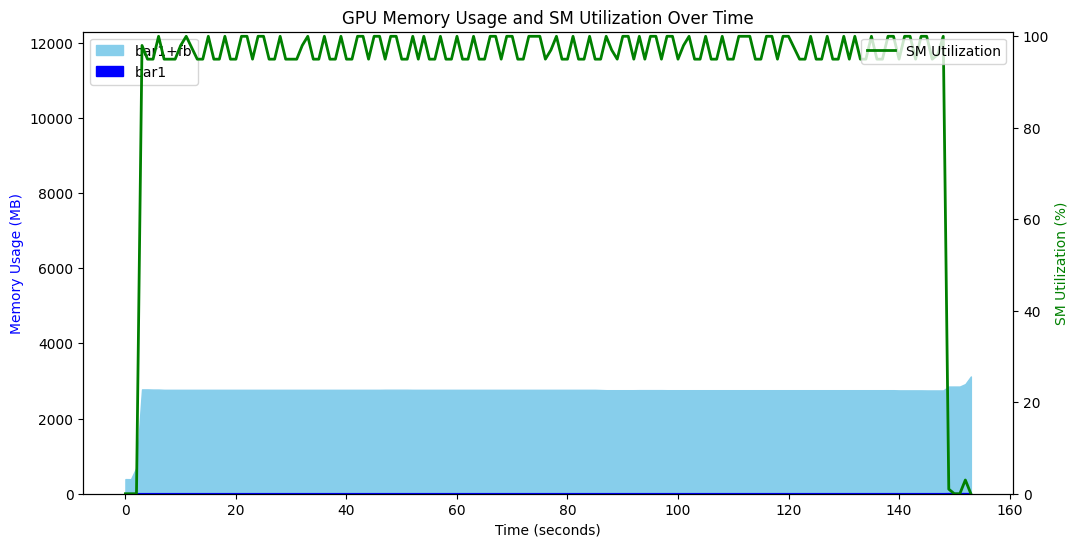 GPU Memory Usage and SM Utilization Over Time
12000
10000
8000
6000
4000
2000
0
Memory Usage (MB)
bar1+fb
bar1
SM Utilization
100
80
60
40
20
0
SM Utilization (%)
0 20 40 60 80 100 120 140 160
Time (seconds)